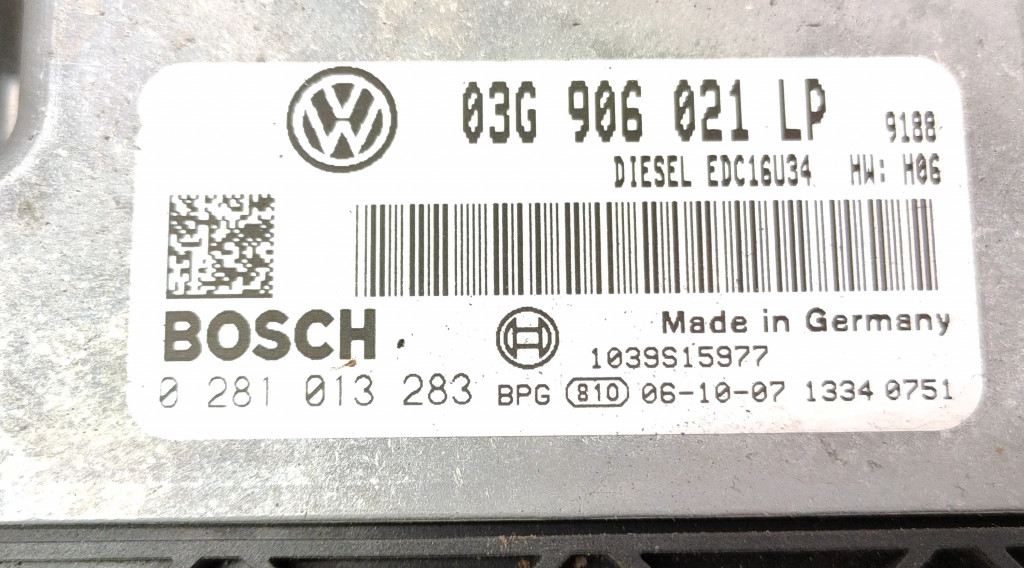 03G 906 021 LP 9188
DIESEL EDC16U34 HW: H06
BOSCH
Made in Germany
1039S15977
0 281 013 283 BPG 810 06-10-07 1334 0751